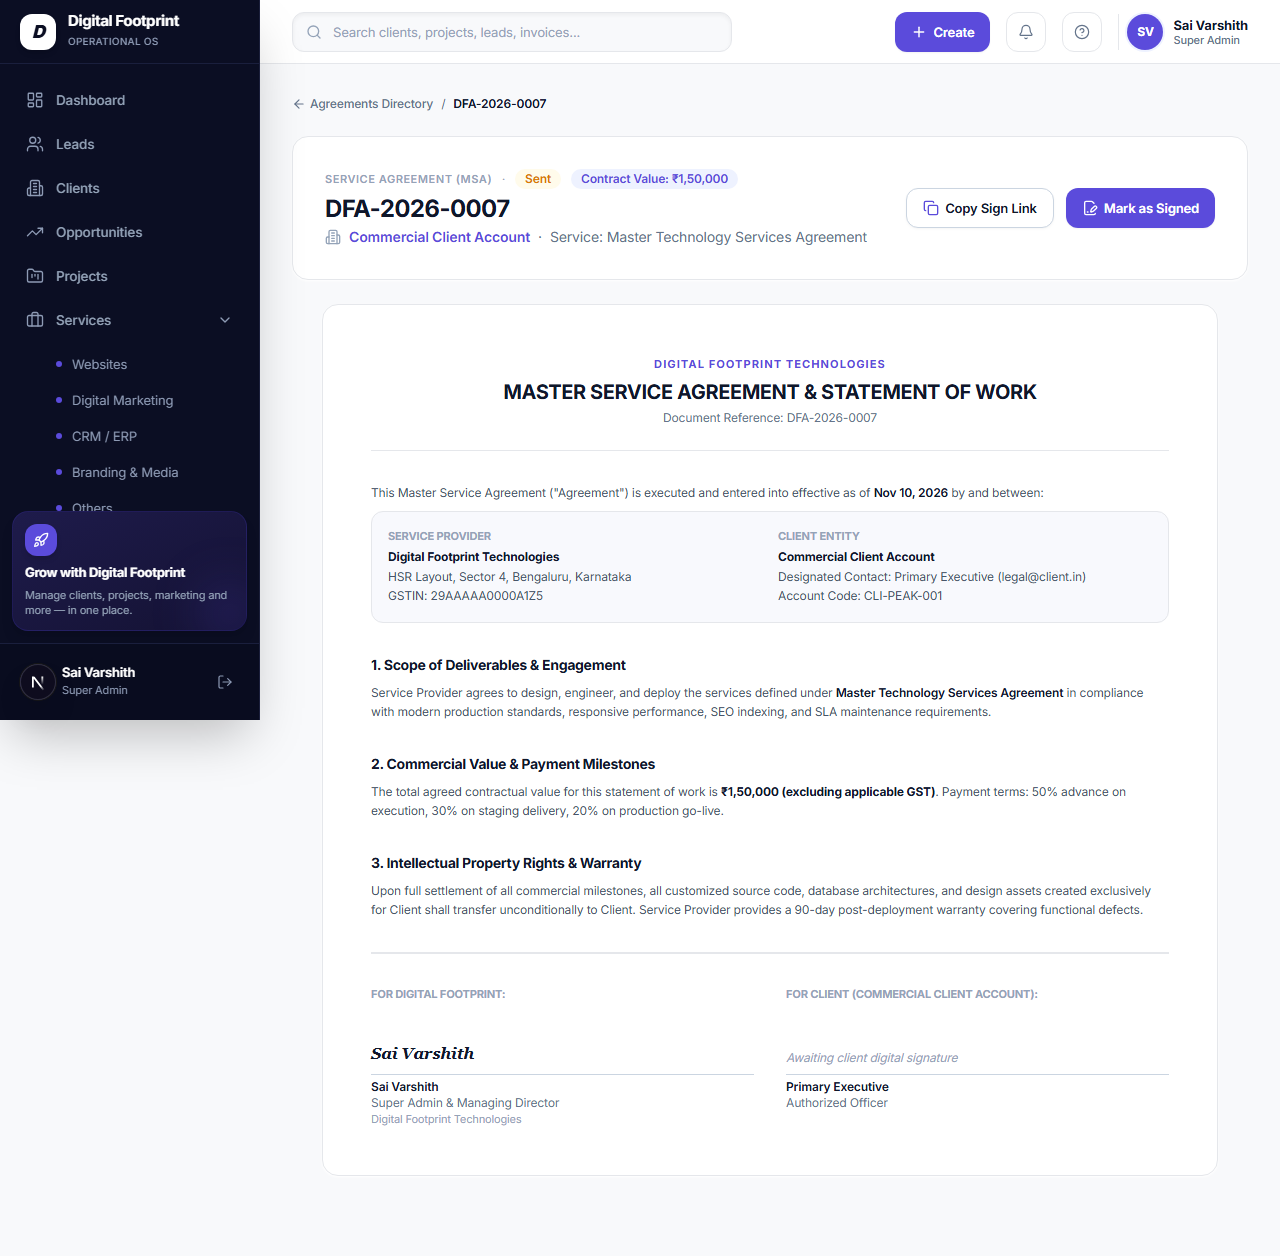 D
Digital Footprint
OPERATIONAL OS
Dashboard
Leads
Clients
Opportunities
Projects
Services
Websites
Digital Marketing
CRM / ERP
Branding & Media
Others
Grow with Digital Footprint
Manage clients, projects, marketing and
more — in one place.
N
Sai Varshith
Super Admin
Search clients, projects, leads, invoices...
Create
SV
Sai Varshith
Super Admin
Agreements Directory / DFA-2026-0007
SERVICE AGREEMENT (MSA) · Sent Contract Value: ₹1,50,000
DFA-2026-0007
Commercial Client Account · Service: Master Technology Services Agreement
Copy Sign Link
Mark as Signed
DIGITAL FOOTPRINT TECHNOLOGIES
MASTER SERVICE AGREEMENT & STATEMENT OF WORK
Document Reference: DFA-2026-0007
This Master Service Agreement ("Agreement") is executed and entered into effective as of Nov 10, 2026 by and between:
SERVICE PROVIDER
Digital Footprint Technologies
HSR Layout, Sector 4, Bengaluru, Karnataka
GSTIN: 29AAAAA0000A1Z5
CLIENT ENTITY
Commercial Client Account
Designated Contact: Primary Executive (legal@client.in)
Account Code: CLI-PEAK-001
1. Scope of Deliverables & Engagement
Service Provider agrees to design, engineer, and deploy the services defined under Master Technology Services Agreement in compliance
with modern production standards, responsive performance, SEO indexing, and SLA maintenance requirements.
2. Commercial Value & Payment Milestones
The total agreed contractual value for this statement of work is ₹1,50,000 (excluding applicable GST). Payment terms: 50% advance on
execution, 30% on staging delivery, 20% on production go-live.
3. Intellectual Property Rights & Warranty
Upon full settlement of all commercial milestones, all customized source code, database architectures, and design assets created exclusively
for Client shall transfer unconditionally to Client. Service Provider provides a 90-day post-deployment warranty covering functional defects.
FOR DIGITAL FOOTPRINT:
Sai Varshith
Sai Varshith
Super Admin & Managing Director
Digital Footprint Technologies
FOR CLIENT (COMMERCIAL CLIENT ACCOUNT):
Awaiting client digital signature
Primary Executive
Authorized Officer